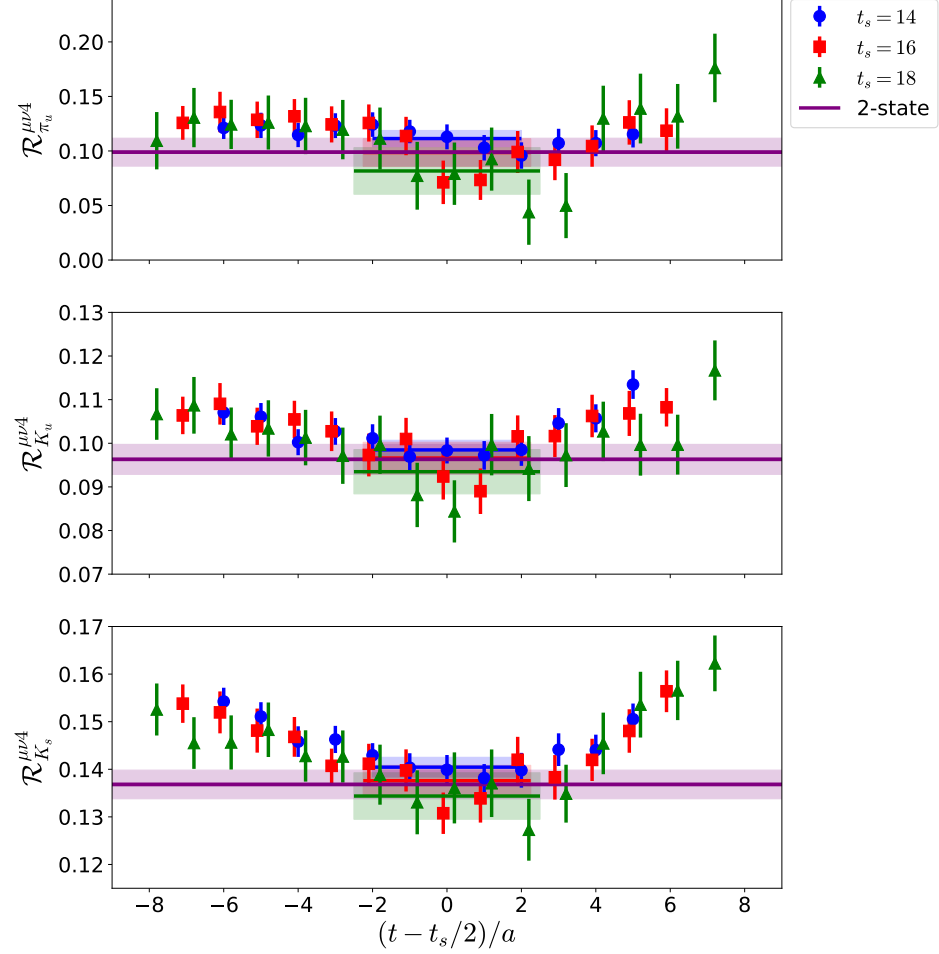 t_s = 14
t_s = 16
t_s = 18
2-state
0.20
0.15
0.10
0.05
0.00
R^{μν4}_{π_u}
0.13
0.12
0.11
0.10
0.09
0.08
0.07
R^{μν4}_{K_u}
0.17
0.16
0.15
0.14
0.13
0.12
R^{μν4}_{K_s}
−8 −6 −4 −2 0 2 4 6 8
(t − t_s/2)/a